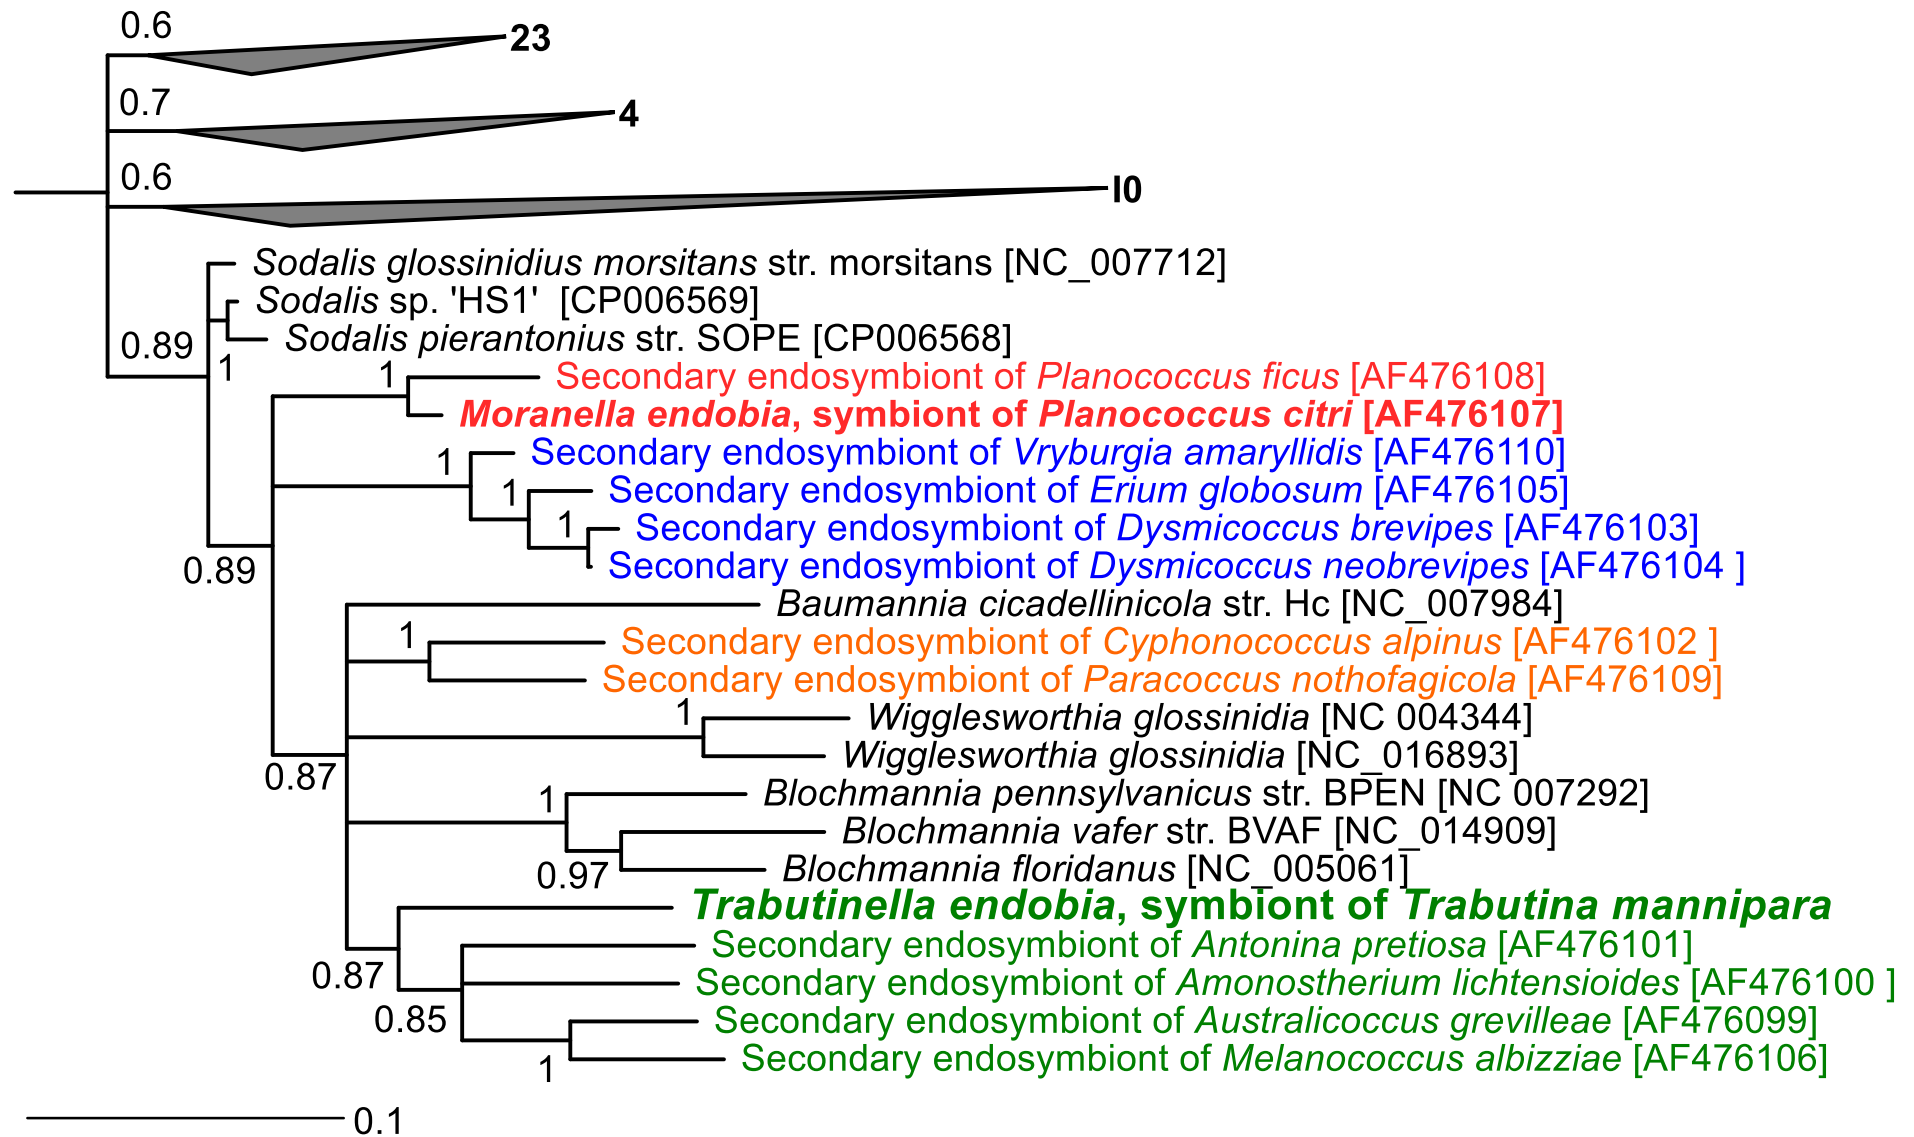 0.6
23
0.7
4
0.6
I0
Sodalis glossinidius morsitans str. morsitans [NC_007712]
Sodalis sp. 'HS1' [CP006569]
0.89
Sodalis pierantonius str. SOPE [CP006568]
1
1
Secondary endosymbiont of Planococcus ficus [AF476108]
Moranella endobia, symbiont of Planococcus citri [AF476107]
1
Secondary endosymbiont of Vryburgia amaryllidis [AF476110]
1
Secondary endosymbiont of Erium globosum [AF476105]
1
Secondary endosymbiont of Dysmicoccus brevipes [AF476103]
0.89
Secondary endosymbiont of Dysmicoccus neobrevipes [AF476104 ]
Baumannia cicadellinicola str. Hc [NC_007984]
1
Secondary endosymbiont of Cyphonococcus alpinus [AF476102 ]
Secondary endosymbiont of Paracoccus nothofagicola [AF476109]
1
Wigglesworthia glossinidia [NC 004344]
Wigglesworthia glossinidia [NC_016893]
0.87
1
Blochmannia pennsylvanicus str. BPEN [NC 007292]
Blochmannia vafer str. BVAF [NC_014909]
0.97
Blochmannia floridanus [NC_005061]
Trabutinella endobia, symbiont of Trabutina mannipara
Secondary endosymbiont of Antonina pretiosa [AF476101]
0.87
Secondary endosymbiont of Amonostherium lichtensioides [AF476100 ]
0.85
Secondary endosymbiont of Australicoccus grevilleae [AF476099]
1
Secondary endosymbiont of Melanococcus albizziae [AF476106]
0.1